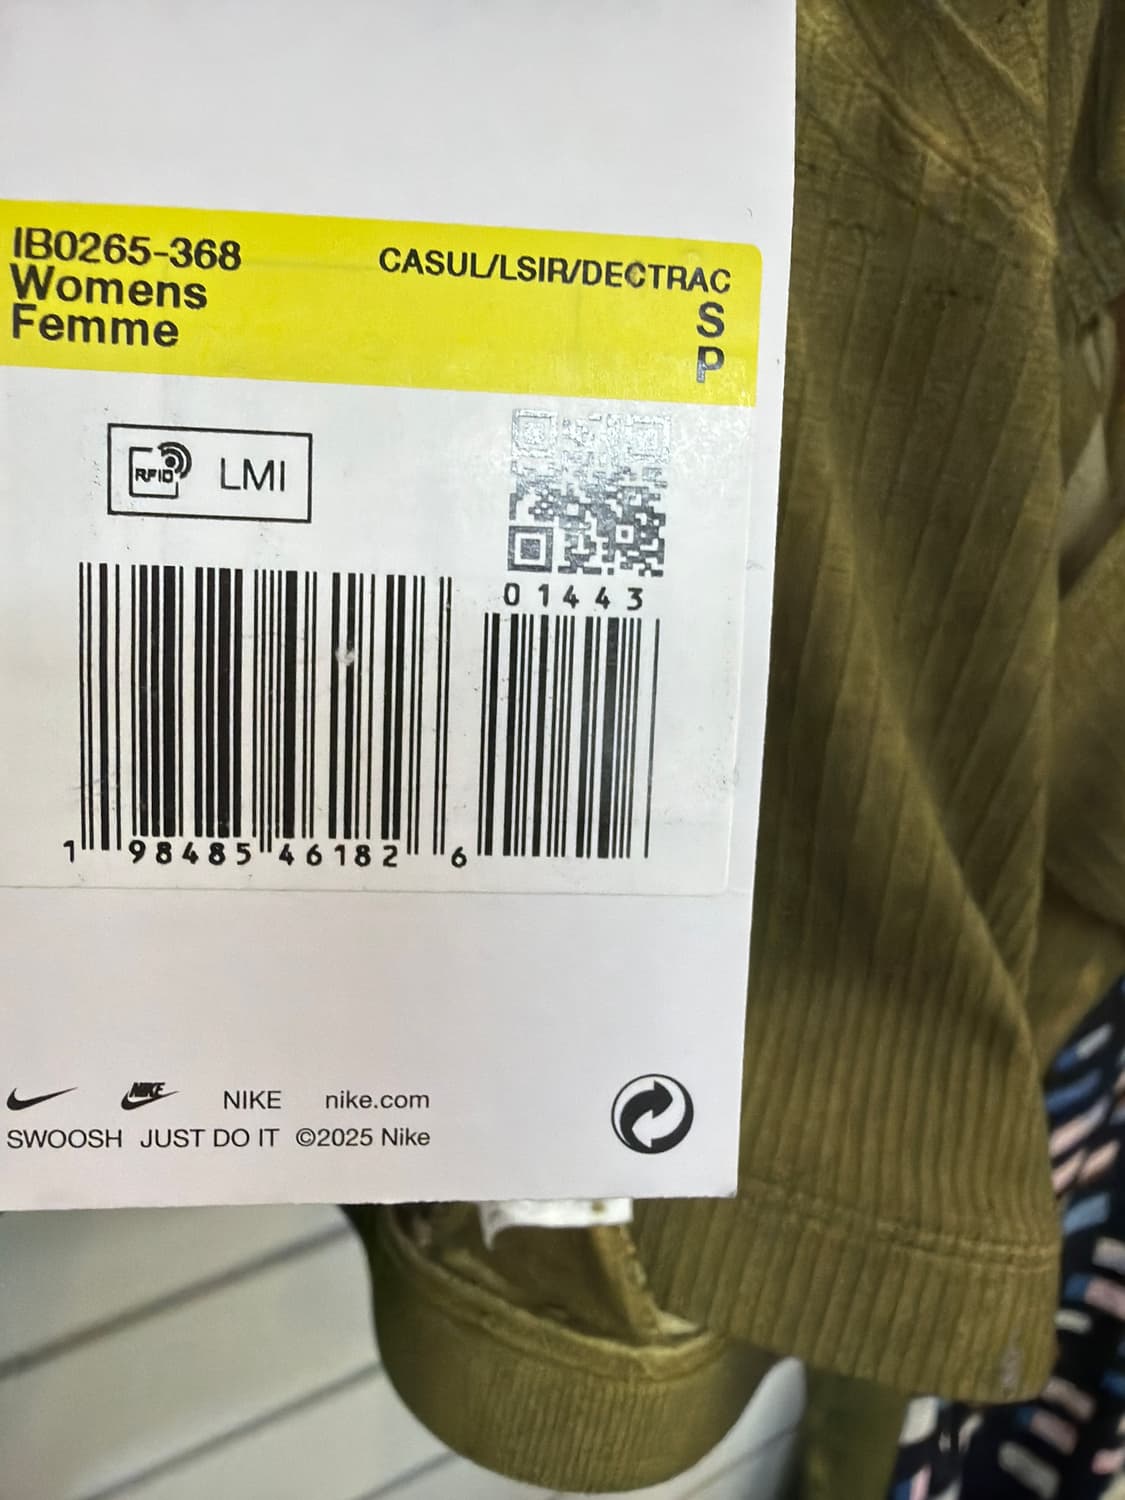 IB0265-368 CASUL/LSIR/DECTRAC
Womens S
Femme P
RFID LMI
01443
1 98485 46182 6
NIKE NIKE nike.com
SWOOSH JUST DO IT ©2025 Nike